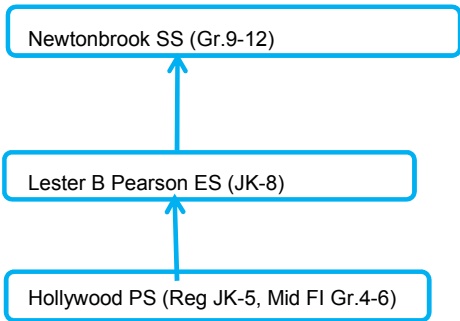 Newtonbrook SS (Gr.9-12)
Lester B Pearson ES (JK-8)
Hollywood PS (Reg JK-5, Mid FI Gr.4-6)